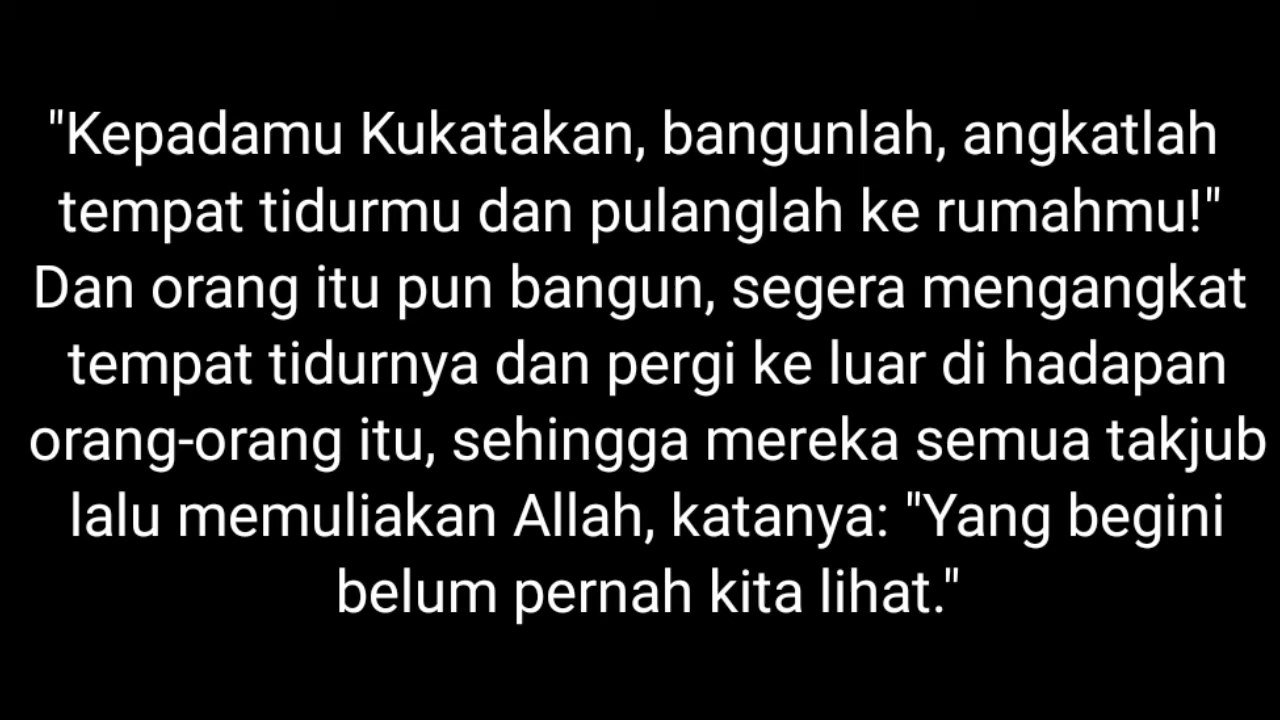 "Kepadamu Kukatakan, bangunlah, angkatlah
tempat tidurmu dan pulanglah ke rumahmu!"
Dan orang itu pun bangun, segera mengangkat
tempat tidurnya dan pergi ke luar di hadapan
orang-orang itu, sehingga mereka semua takjub
lalu memuliakan Allah, katanya: "Yang begini
belum pernah kita lihat."